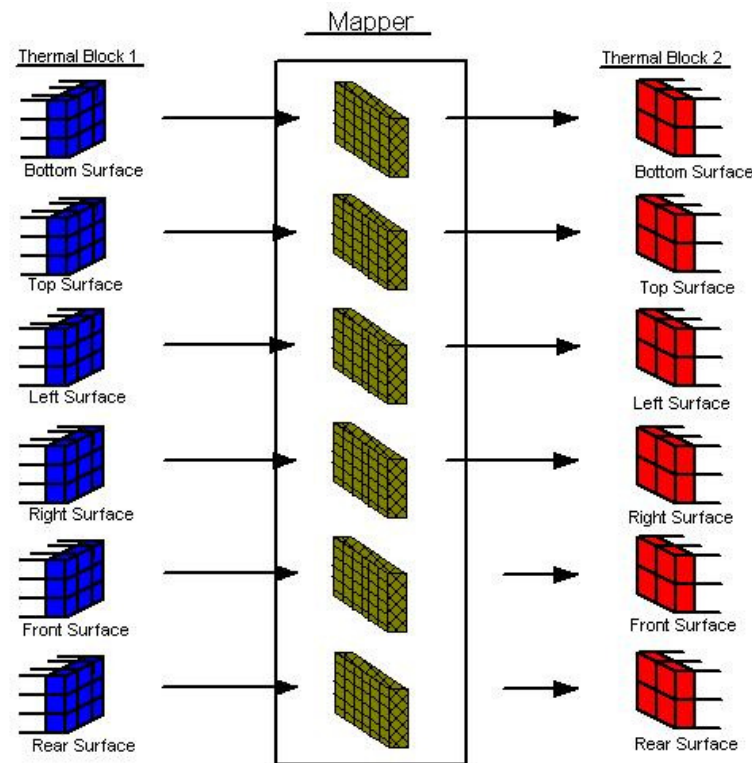 Mapper
Thermal Block 1
Thermal Block 2
Bottom Surface
Bottom Surface
Top Surface
Top Surface
Left Surface
Left Surface
Right Surface
Right Surface
Front Surface
Front Surface
Rear Surface
Rear Surface